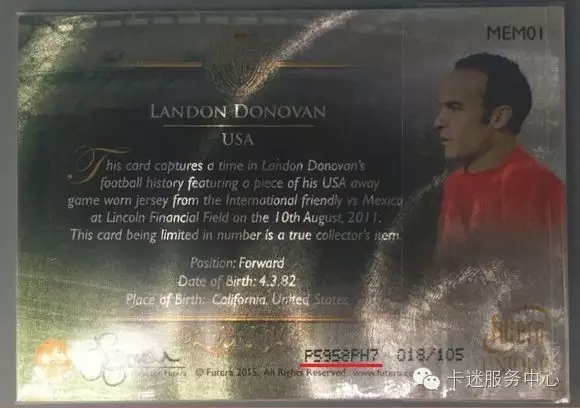 MEM01
LANDON DONOVAN
USA
This card captures a time in Landon Donovan's
football history featuring a piece of his USA away
game worn jersey from the International friendly vs Mexico
at Lincoln Financial Field on the 10th August, 2011.
This card being limited in number is a true collector's item
Position: Forward
Date of Birth: 4.3.82
Place of Birth: California, United States
P5958PH7 018/105
© Futera 2015. All Rights Reserved www.futera
卡迷服务中心